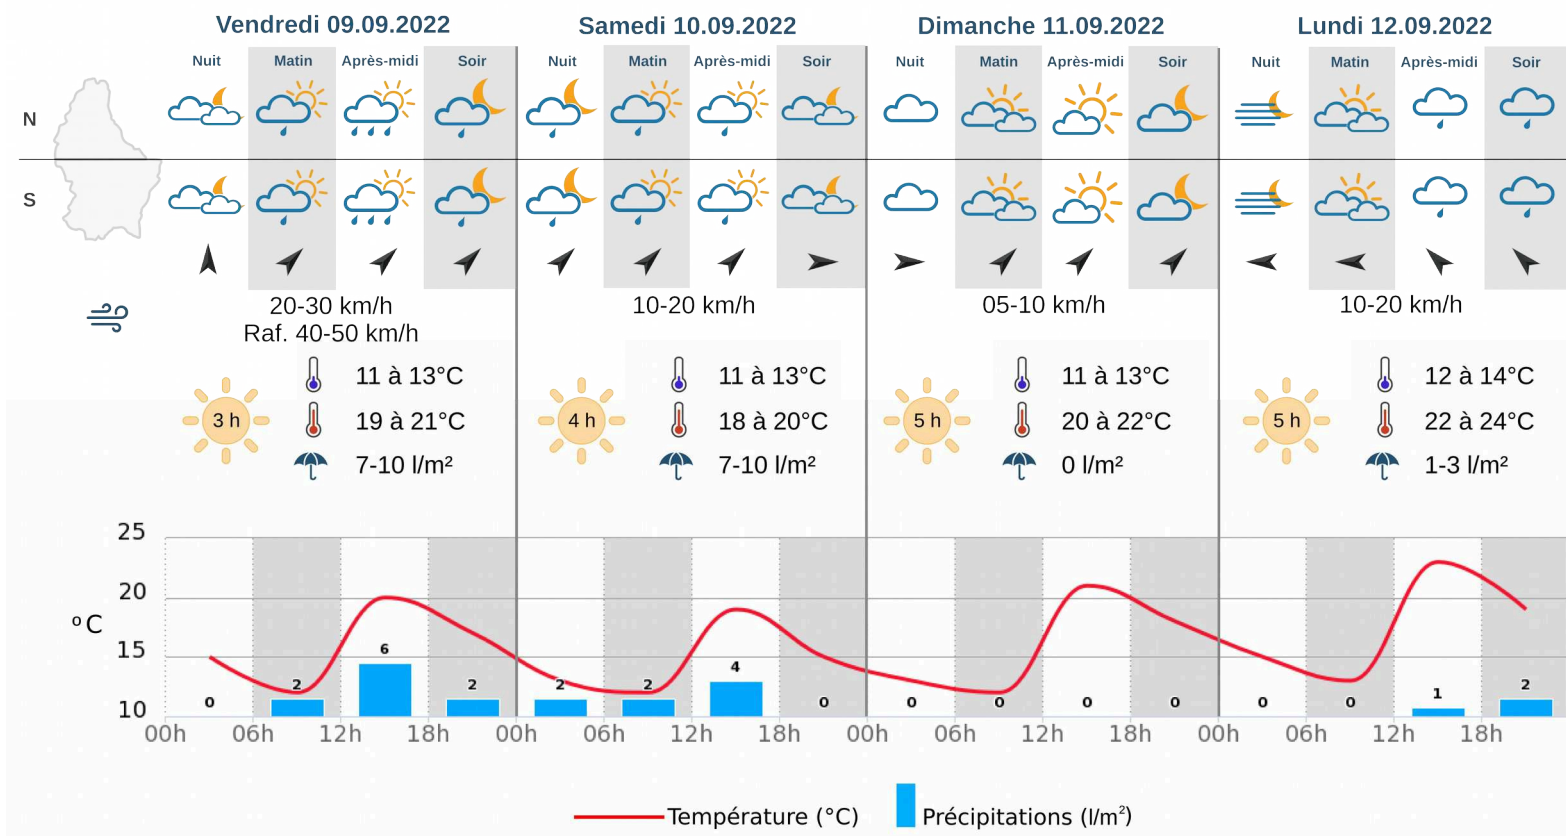 Vendredi 09.09.2022 Samedi 10.09.2022 Dimanche 11.09.2022 Lundi 12.09.2022
Nuit Matin Après-midi Soir Nuit Matin Après-midi Soir Nuit Matin Après-midi Soir Nuit Matin Après-midi Soir
N
S
20-30 km/h 10-20 km/h 05-10 km/h 10-20 km/h
Raf. 40-50 km/h
11 à 13°C 11 à 13°C 11 à 13°C 12 à 14°C
3 h 19 à 21°C 4 h 18 à 20°C 5 h 20 à 22°C 5 h 22 à 24°C
7-10 l/m² 7-10 l/m² 0 l/m² 1-3 l/m²
25
20
°C
15
10
0 2 6 2 2 2 4 0 0 0 0 0 0 0 1 2
00h 06h 12h 18h 00h 06h 12h 18h 00h 06h 12h 18h 00h 06h 12h 18h
Température (°C) Précipitations (l/m²)